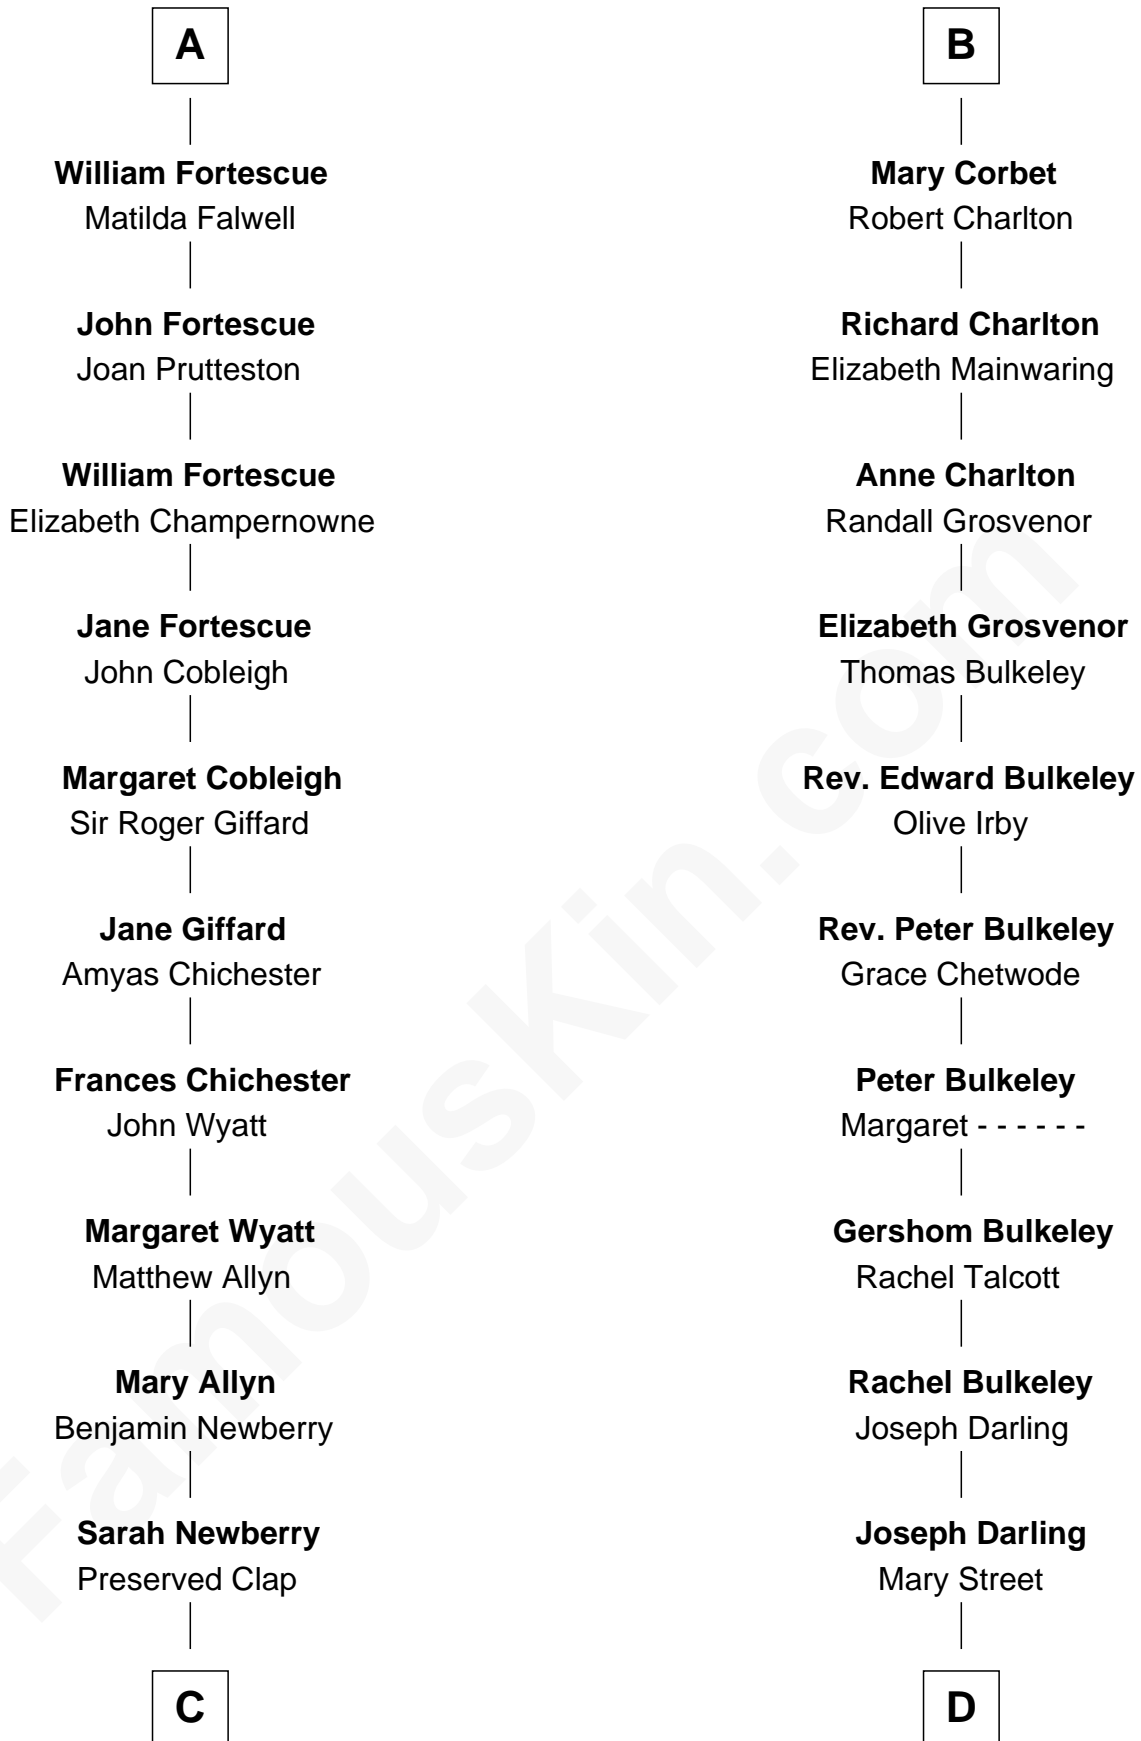 A
William Fortescue
Matilda Falwell
John Fortescue
Joan Prutteston
William Fortescue
Elizabeth Champernowne
Jane Fortescue
John Cobleigh
Margaret Cobleigh
Sir Roger Giffard
Jane Giffard
Amyas Chichester
Frances Chichester
John Wyatt
Margaret Wyatt
Matthew Allyn
Mary Allyn
Benjamin Newberry
Sarah Newberry
Preserved Clap
C
B
Mary Corbet
Robert Charlton
Richard Charlton
Elizabeth Mainwaring
Anne Charlton
Randall Grosvenor
Elizabeth Grosvenor
Thomas Bulkeley
Rev. Edward Bulkeley
Olive Irby
Rev. Peter Bulkeley
Grace Chetwode
Peter Bulkeley
Margaret - - - - - -
Gershom Bulkeley
Rachel Talcott
Rachel Bulkeley
Joseph Darling
Joseph Darling
Mary Street
D
FamousKin.com